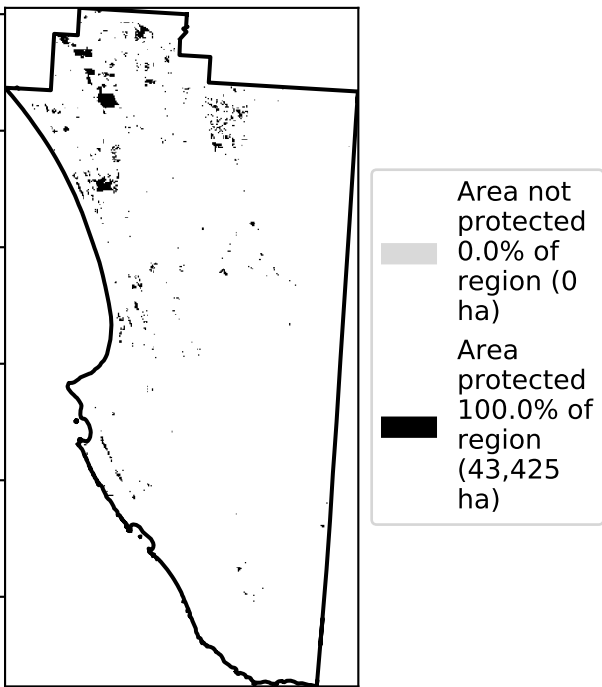 Area not
protected
0.0% of
region (0
ha)
Area
protected
100.0% of
region
(43,425
ha)